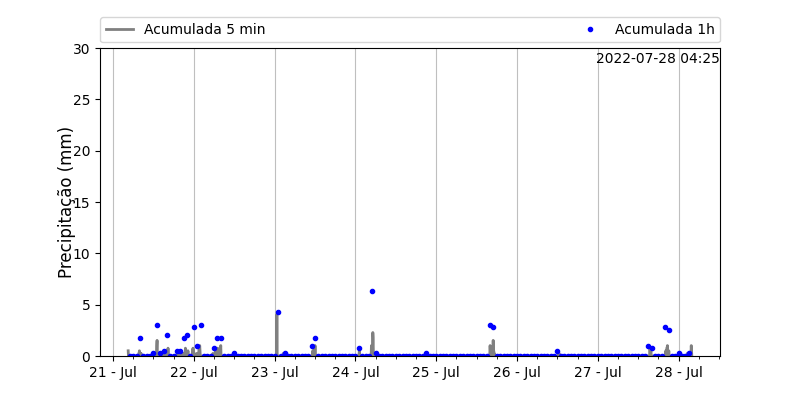 Acumulada 5 min Acumulada 1h
2022-07-28 04:25
Precipitação (mm)
30
25
20
15
10
5
0
21 - Jul 22 - Jul 23 - Jul 24 - Jul 25 - Jul 26 - Jul 27 - Jul 28 - Jul